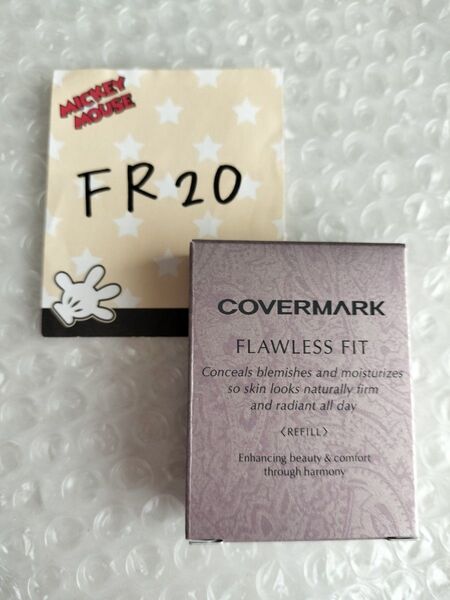 MICKEY
MOUSE
FR20
COVERMARK
FLAWLESS FIT
Conceals blemishes and moisturizes
so skin looks naturally firm
and radiant all day
〈REFILL〉
Enhancing beauty & comfort
through harmony